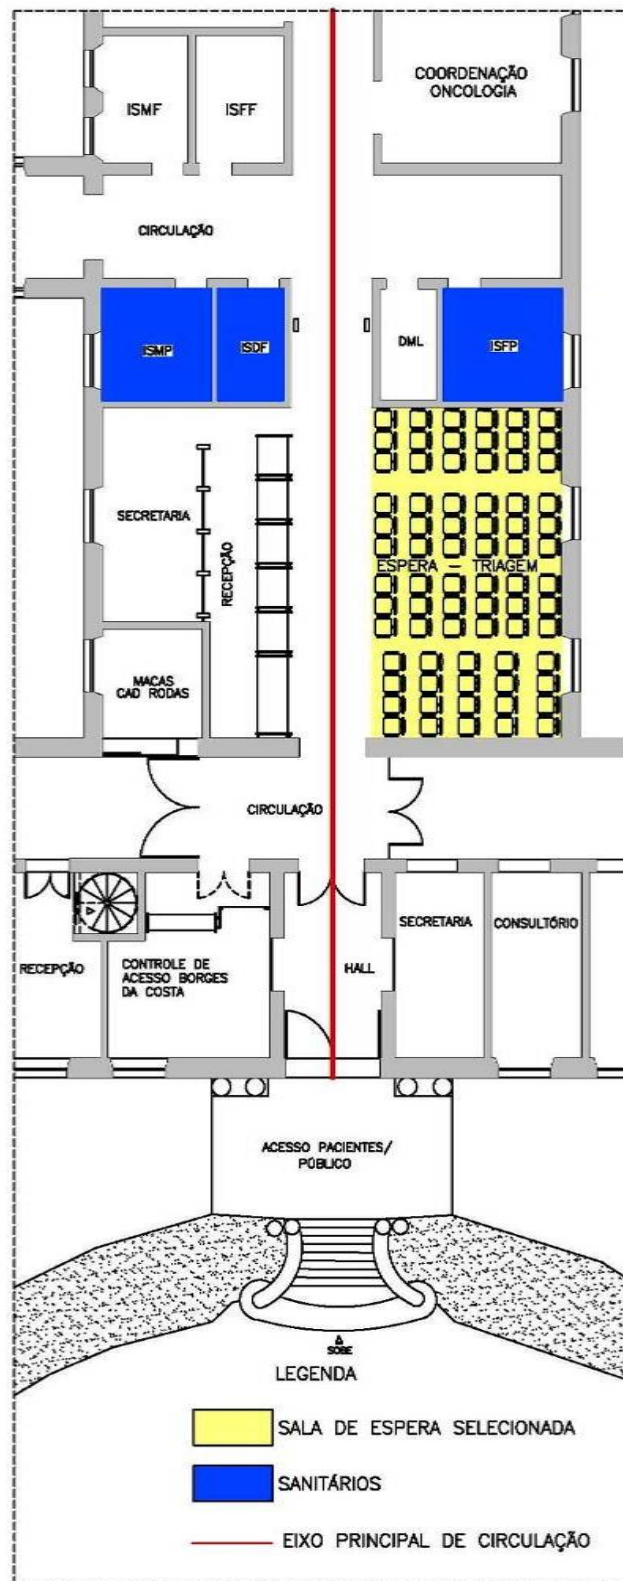 COORDENAÇÃO
ONCOLOGIA
ISMF
ISFF
CIRCULAÇÃO
ISMP
ISDF
DML
ISFP
SECRETARIA
RECEPÇÃO
ESPERA - TRIAGEM
MACAS
CAD RODAS
CIRCULAÇÃO
SECRETARIA
CONSULTÓRIO
RECEPÇÃO
CONTROLE DE
ACESSO BORGES
DA COSTA
HALL
ACESSO PACIENTES/
PÚBLICO
SOBE
LEGENDA
SALA DE ESPERA SELECIONADA
SANITÁRIOS
EIXO PRINCIPAL DE CIRCULAÇÃO